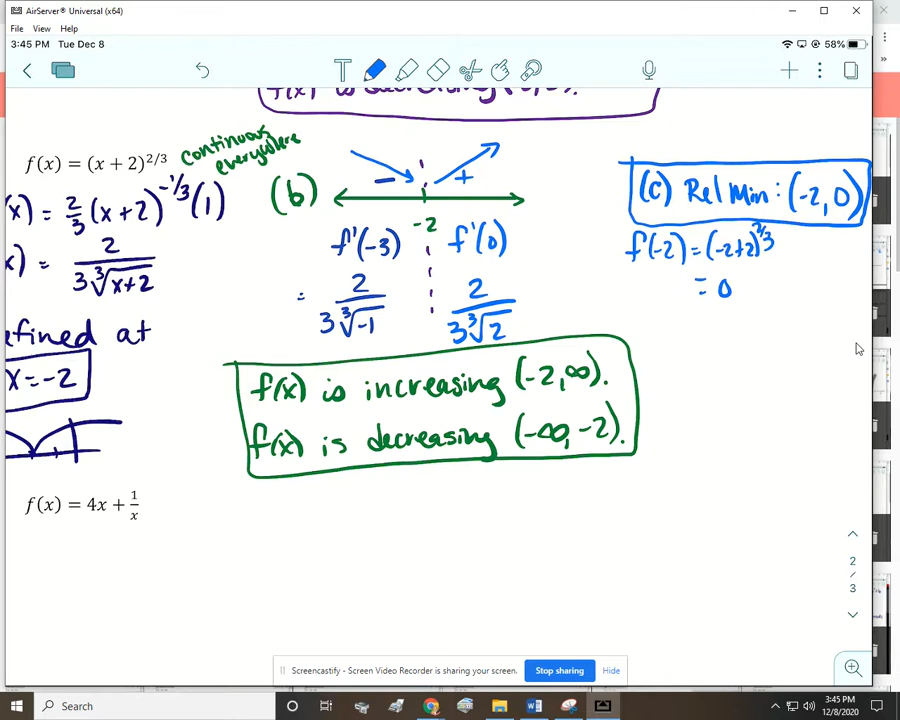 AirServer® Universal (x64)
File View Help
3:45 PM Tue Dec 8
58%
T
f(x) is decreasing
f(x) = (x + 2)^{2/3}
continuous everywhere
(x) = 2/3 (x+2)^{-1/3} (1)
x) = 2 / 3∛x+2
efined at
x = -2
(b)
− +
-2
f'(-3) f'(0)
= 2 / 3∛-1 2 / 3∛2
(c) Rel Min: (-2, 0)
f(-2) = (-2+2)^{2/3}
= 0
f(x) is increasing (-2, ∞).
f(x) is decreasing (-∞, -2).
f(x) = 4x + 1/x
2
/
3
Screencastify - Screen Video Recorder is sharing your screen. Stop sharing Hide
Search
3:45 PM
12/8/2020